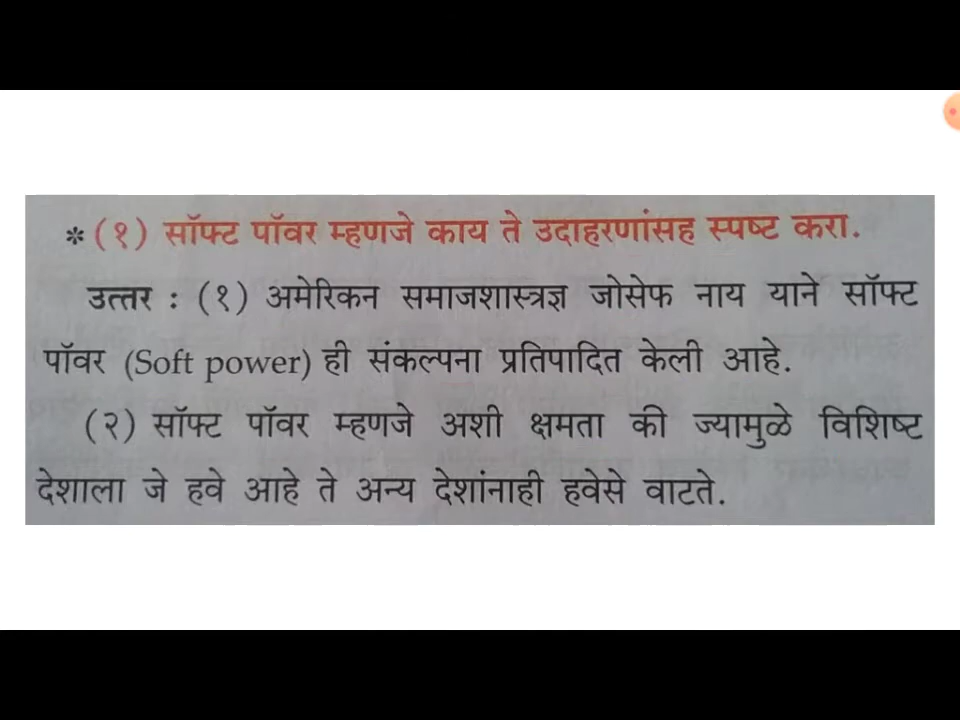 * (१) सॉफ्ट पॉवर म्हणजे काय ते उदाहरणांसह स्पष्ट करा.
उत्तर : (१) अमेरिकन समाजशास्त्रज्ञ जोसेफ नाय याने सॉफ्ट
पॉवर (Soft power) ही संकल्पना प्रतिपादित केली आहे.
(२) सॉफ्ट पॉवर म्हणजे अशी क्षमता की ज्यामुळे विशिष्ट
देशाला जे हवे आहे ते अन्य देशांनाही हवेसे वाटते.